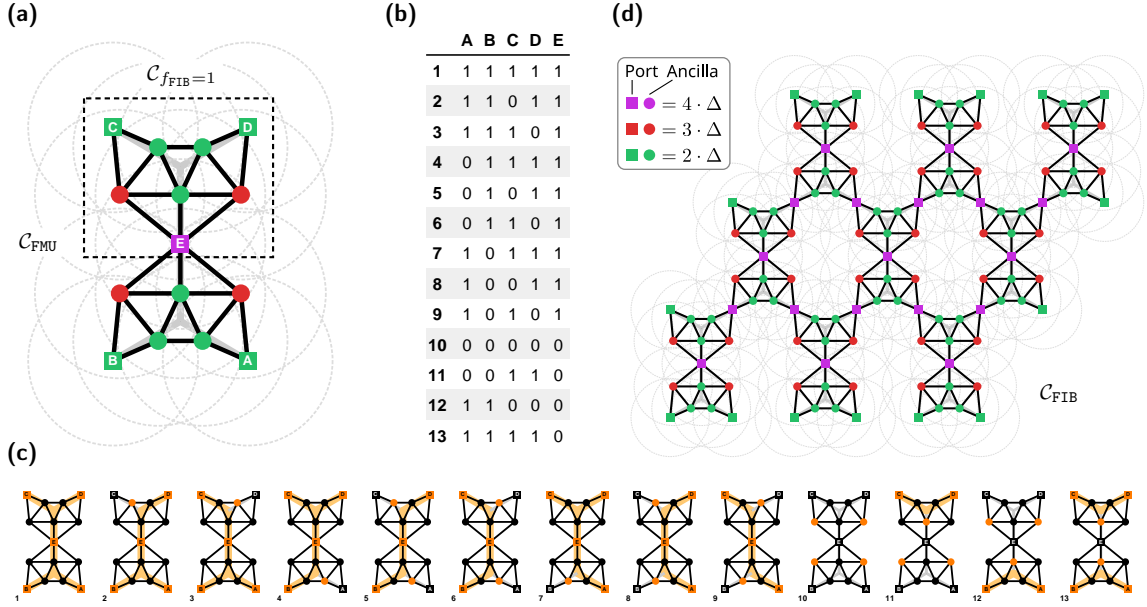 (a)
C_{f_FIB=1}
C D
E
C_FMU
B A
(b)
A B C D E
1 1 1 1 1 1
2 1 1 0 1 1
3 1 1 1 0 1
4 0 1 1 1 1
5 0 1 0 1 1
6 0 1 1 0 1
7 1 0 1 1 1
8 1 0 0 1 1
9 1 0 1 0 1
10 0 0 0 0 0
11 0 0 1 1 0
12 1 1 0 0 0
13 1 1 1 1 0
(d)
Port Ancilla
= 4 · Δ
= 3 · Δ
= 2 · Δ
C_FIB
(c)
C D C D C D C D C D C D C D C D C D C D C D C D C D
E E E E E E E E E E E E E
B A B A B A B A B A B A B A B A B A B A B A B A B A
1 2 3 4 5 6 7 8 9 10 11 12 13